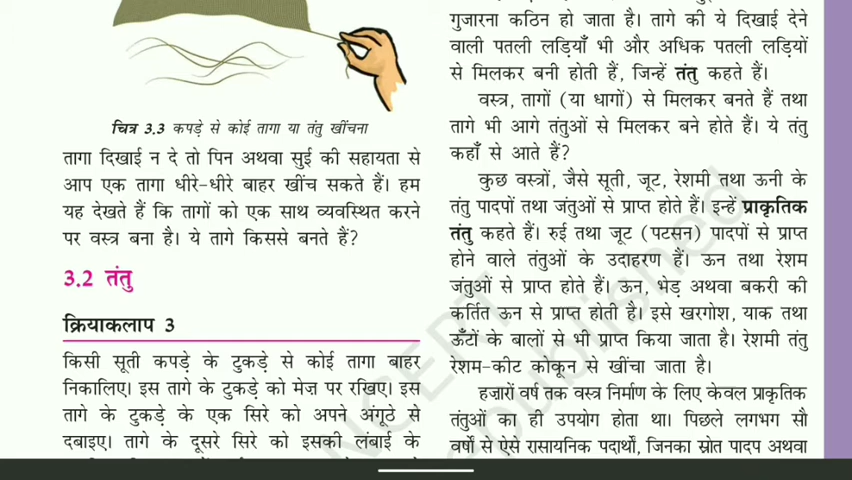 चित्र 3.3 कपड़े से कोई तागा या तंतु खींचना
तागा दिखाई न दे तो पिन अथवा सुई की सहायता से
आप एक तागा धीरे-धीरे बाहर खींच सकते हैं। हम
यह देखते हैं कि तागों को एक साथ व्यवस्थित करने
पर वस्त्र बना है। ये तागे किससे बनते हैं?
3.2 तंतु
क्रियाकलाप 3
किसी सूती कपड़े के टुकड़े से कोई तागा बाहर
निकालिए। इस तागे के टुकड़े को मेज़ पर रखिए। इस
तागे के टुकड़े के एक सिरे को अपने अंगूठे से
दबाइए। तागे के दूसरे सिरे को इसकी लंबाई के
गुजारना कठिन हो जाता है। तागे की ये दिखाई देने
वाली पतली लड़ियाँ भी और अधिक पतली लड़ियों
से मिलकर बनी होती हैं, जिन्हें तंतु कहते हैं।
वस्त्र, तागों (या धागों) से मिलकर बनते हैं तथा
तागे भी आगे तंतुओं से मिलकर बने होते हैं। ये तंतु
कहाँ से आते हैं?
कुछ वस्त्रों, जैसे सूती, जूट, रेशमी तथा ऊनी के
तंतु पादपों तथा जंतुओं से प्राप्त होते हैं। इन्हें प्राकृतिक
तंतु कहते हैं। रुई तथा जूट (पटसन) पादपों से प्राप्त
होने वाले तंतुओं के उदाहरण हैं। ऊन तथा रेशम
जंतुओं से प्राप्त होते हैं। ऊन, भेड़ अथवा बकरी की
कर्तित ऊन से प्राप्त होती है। इसे खरगोश, याक तथा
ऊँटों के बालों से भी प्राप्त किया जाता है। रेशमी तंतु
रेशम-कीट कोकून से खींचा जाता है।
हजारों वर्ष तक वस्त्र निर्माण के लिए केवल प्राकृतिक
तंतुओं का ही उपयोग होता था। पिछले लगभग सौ
वर्षों से ऐसे रासायनिक पदार्थों, जिनका स्रोत पादप अथवा
NCERT
published